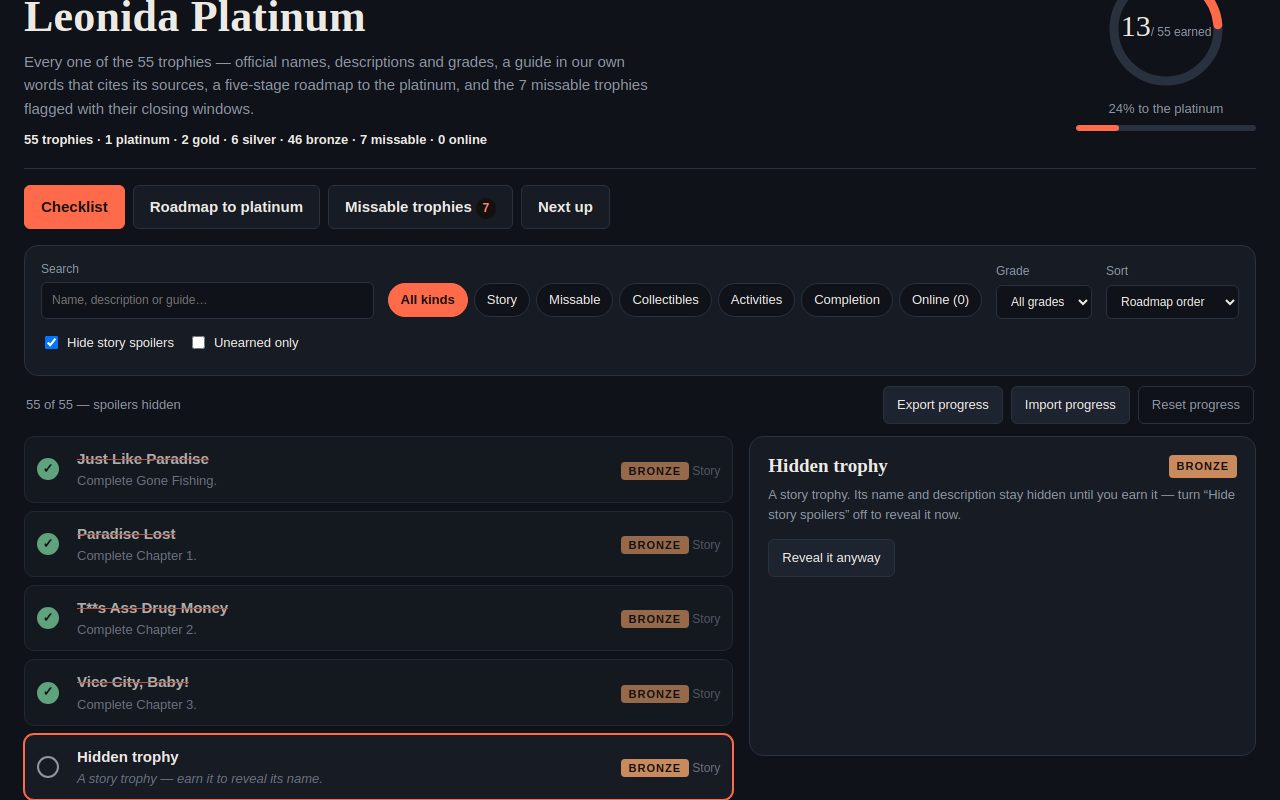 Leonida Platinum
Every one of the 55 trophies — official names, descriptions and grades, a guide in our own
words that cites its sources, a five-stage roadmap to the platinum, and the 7 missable trophies
flagged with their closing windows.
55 trophies · 1 platinum · 2 gold · 6 silver · 46 bronze · 7 missable · 0 online
13 / 55 earned
24% to the platinum
Checklist
Roadmap to platinum
Missable trophies 7
Next up
Search
Name, description or guide…
All kinds
Story
Missable
Collectibles
Activities
Completion
Online (0)
Grade
All grades
Sort
Roadmap order
Hide story spoilers
Unearned only
55 of 55 — spoilers hidden
Export progress
Import progress
Reset progress
Just Like Paradise
Complete Gone Fishing.
BRONZE Story
Paradise Lost
Complete Chapter 1.
BRONZE Story
T**s Ass Drug Money
Complete Chapter 2.
BRONZE Story
Vice City, Baby!
Complete Chapter 3.
BRONZE Story
Hidden trophy
A story trophy — earn it to reveal its name.
BRONZE Story
Hidden trophy
BRONZE
A story trophy. Its name and description stay hidden until you earn it — turn “Hide
story spoilers” off to reveal it now.
Reveal it anyway